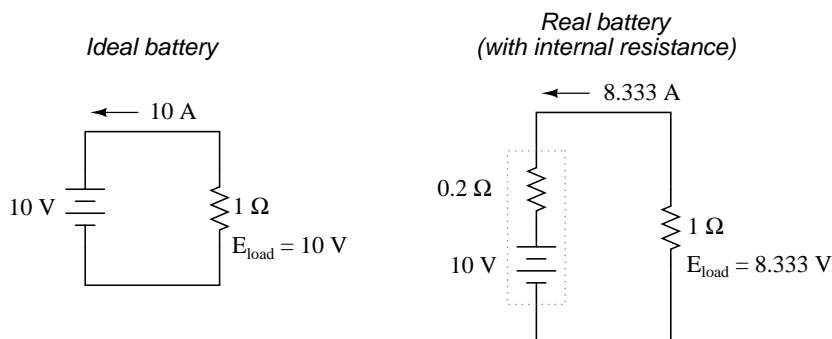 Ideal battery
10 A
10 V
1 Ω
Eload = 10 V
Real battery
(with internal resistance)
8.333 A
0.2 Ω
10 V
1 Ω
Eload = 8.333 V